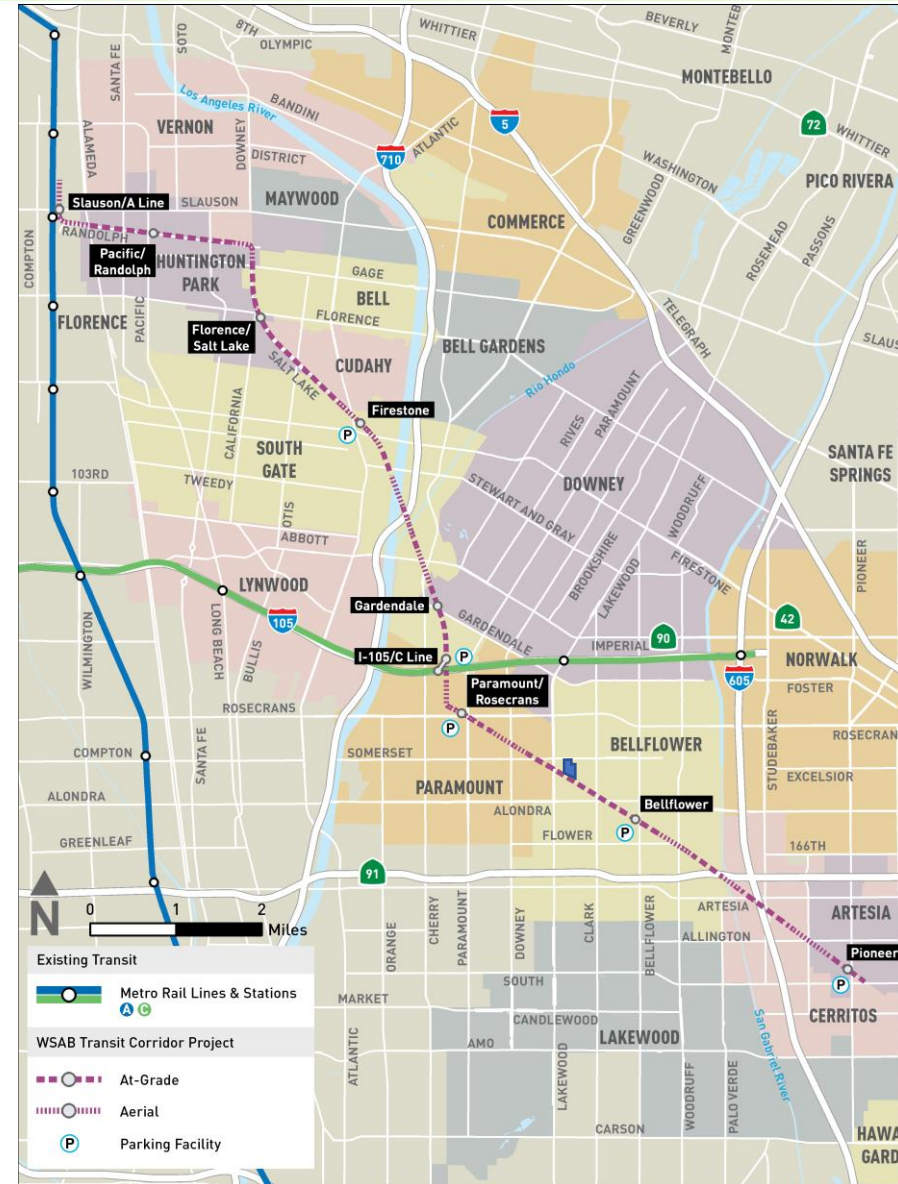 WHITTIER
BEVERLY
MONTEB
8TH
OLYMPIC
WHITTIER
SOTO
SANTA FE
MONTEBELLO
Los Angeles River
BANDINI
5
72
WHITTIER
ALAMEDA
VERNON
DOWNEY
DISTRICT
710
ATLANTIC
WASHINGTON
PICO RIVERA
Slauson/A Line
SLAUSON
MAYWOOD
COMMERCE
GREENWOOD
ROSEMEAD
PASSONS
RANDOLPH
Pacific/
Randolph
HUNTINGTON
PARK
COMPTON
GAGE
BELL
FLORENCE
FLORENCE
PACIFIC
Florence/
Salt Lake
SALT LAKE
CUDAHY
BELL GARDENS
TELEGRAPH
SLAUS
Rio Hondo
CALIFORNIA
Firestone
P
RIVES
PARAMOUNT
SOUTH
GATE
DOWNEY
SANTA FE
SPRINGS
103RD
TWEEDY
OTIS
ABBOTT
STEWART AND GRAY
WOODRUFF
BROOKSHIRE
LAKEWOOD
FIRESTONE
PIONEER
LYNWOOD
Gardendale
GARDENDALE
105
LONG BEACH
BULLIS
WILMINGTON
I-105/C Line
P
IMPERIAL
90
42
NORWALK
605
FOSTER
Paramount/
Rosecrans
P
ROSECRANS
ROSECRAN
SANTA FE
COMPTON
SOMERSET
BELLFLOWER
STUDEBAKER
EXCELSIOR
PARAMOUNT
ALONDRA
ALONDRA
Bellflower
P
FLOWER
GREENLEAF
166TH
91
N
0 1 2
Miles
ORANGE
CHERRY
PARAMOUNT
DOWNEY
CLARK
BELLFLOWER
ARTESIA
ALLINGTON
ARTESIA
Pioneer
P
CERRITOS
SOUTH
MARKET
CANDLEWOOD
AMO
LAKEWOOD
ATLANTIC
LAKEWOOD
WOODRUFF
PALO VERDE
San Gabriel River
CARSON
HAWA
GARD
Existing Transit
Metro Rail Lines & Stations
A C
WSAB Transit Corridor Project
At-Grade
Aerial
P Parking Facility